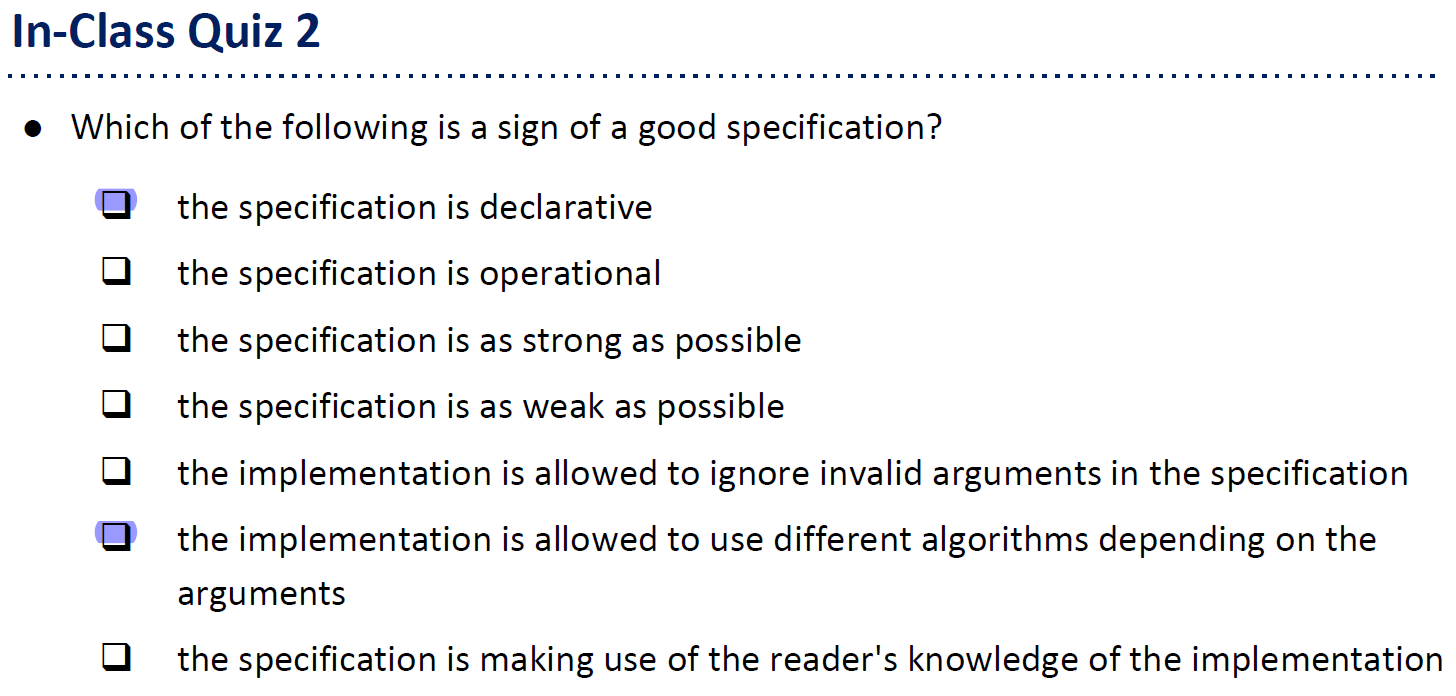 In-Class Quiz 2
● Which of the following is a sign of a good specification?
❑ the specification is declarative
❑ the specification is operational
❑ the specification is as strong as possible
❑ the specification is as weak as possible
❑ the implementation is allowed to ignore invalid arguments in the specification
❑ the implementation is allowed to use different algorithms depending on the
arguments
❑ the specification is making use of the reader's knowledge of the implementation